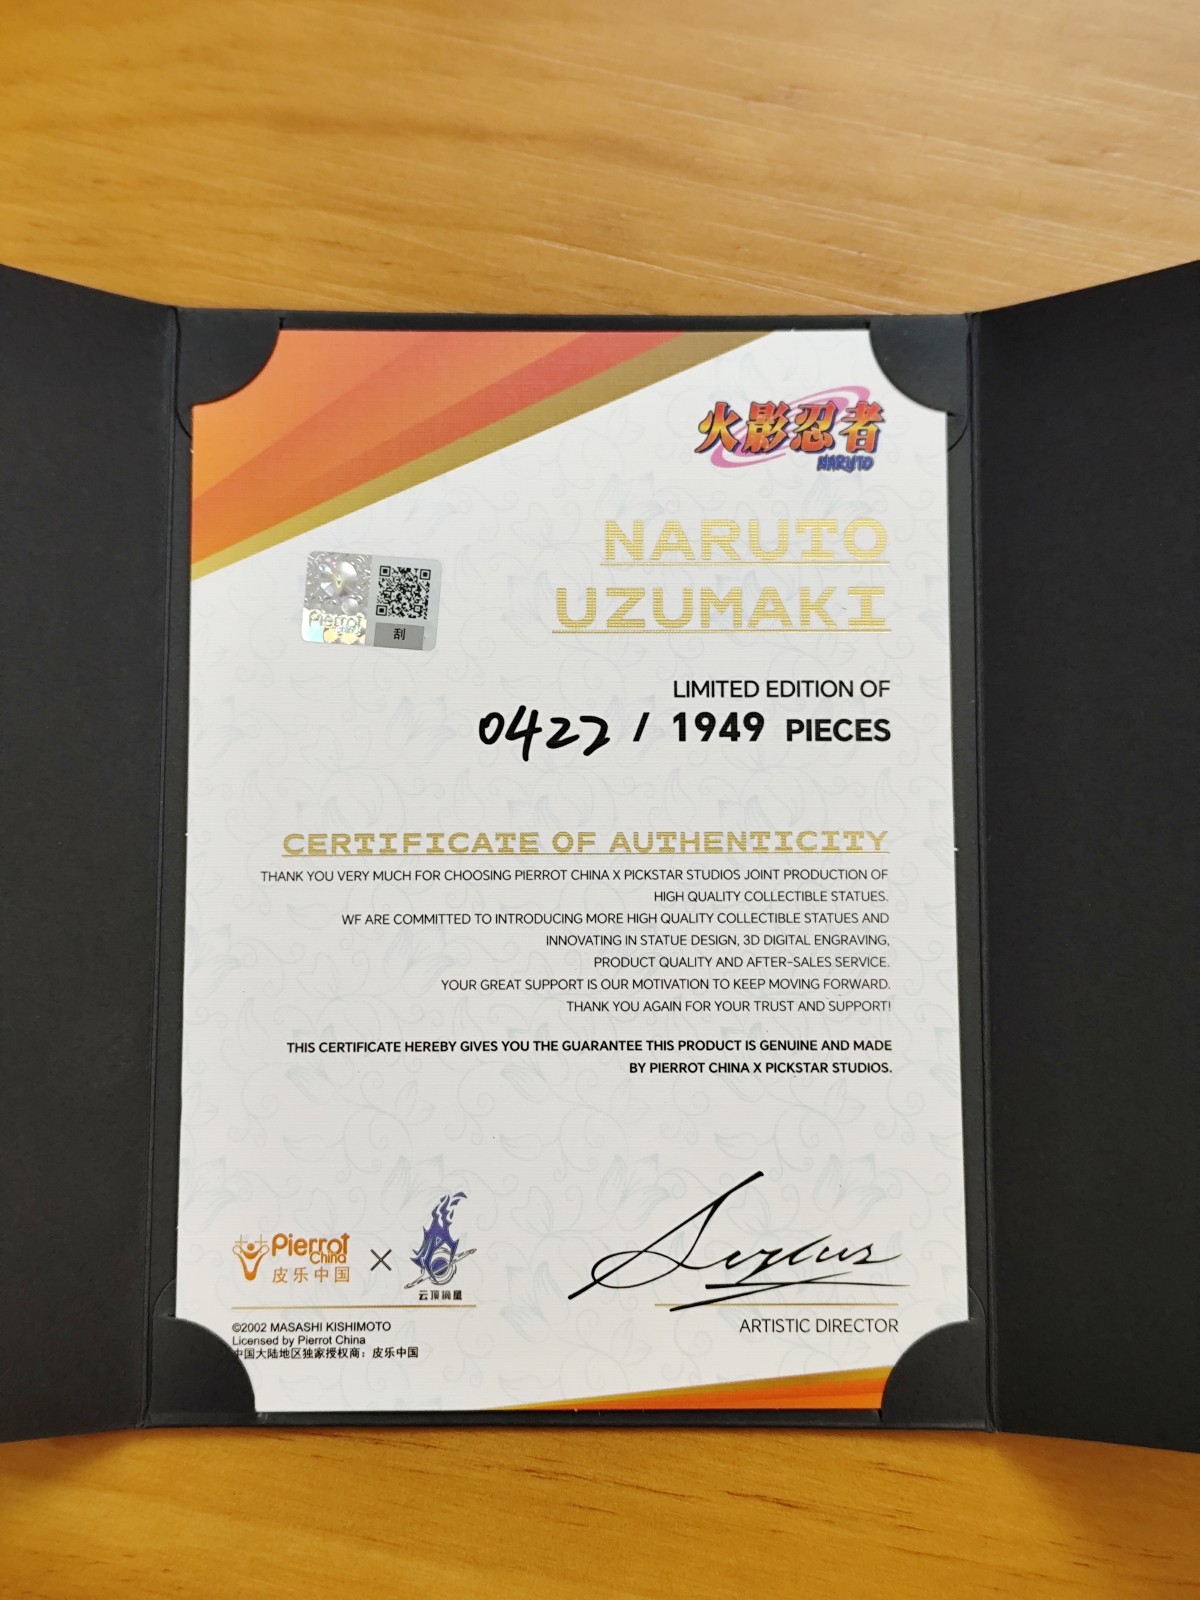 火影忍者
NARUTO
NARUTO
UZUMAKI
Pierrot
刮
LIMITED EDITION OF
0422 / 1949 PIECES
CERTIFICATE OF AUTHENTICITY
THANK YOU VERY MUCH FOR CHOOSING PIERROT CHINA X PICKSTAR STUDIOS JOINT PRODUCTION OF
HIGH QUALITY COLLECTIBLE STATUES.
WF ARE COMMITTED TO INTRODUCING MORE HIGH QUALITY COLLECTIBLE STATUES AND
INNOVATING IN STATUE DESIGN, 3D DIGITAL ENGRAVING,
PRODUCT QUALITY AND AFTER-SALES SERVICE.
YOUR GREAT SUPPORT IS OUR MOTIVATION TO KEEP MOVING FORWARD.
THANK YOU AGAIN FOR YOUR TRUST AND SUPPORT!
THIS CERTIFICATE HEREBY GIVES YOU THE GUARANTEE THIS PRODUCT IS GENUINE AND MADE
BY PIERROT CHINA X PICKSTAR STUDIOS.
Pierrot
China
皮乐中国
×
云顶摘星
©2002 MASASHI KISHIMOTO
Licensed by Pierrot China
中国大陆地区独家授权商：皮乐中国
ARTISTIC DIRECTOR